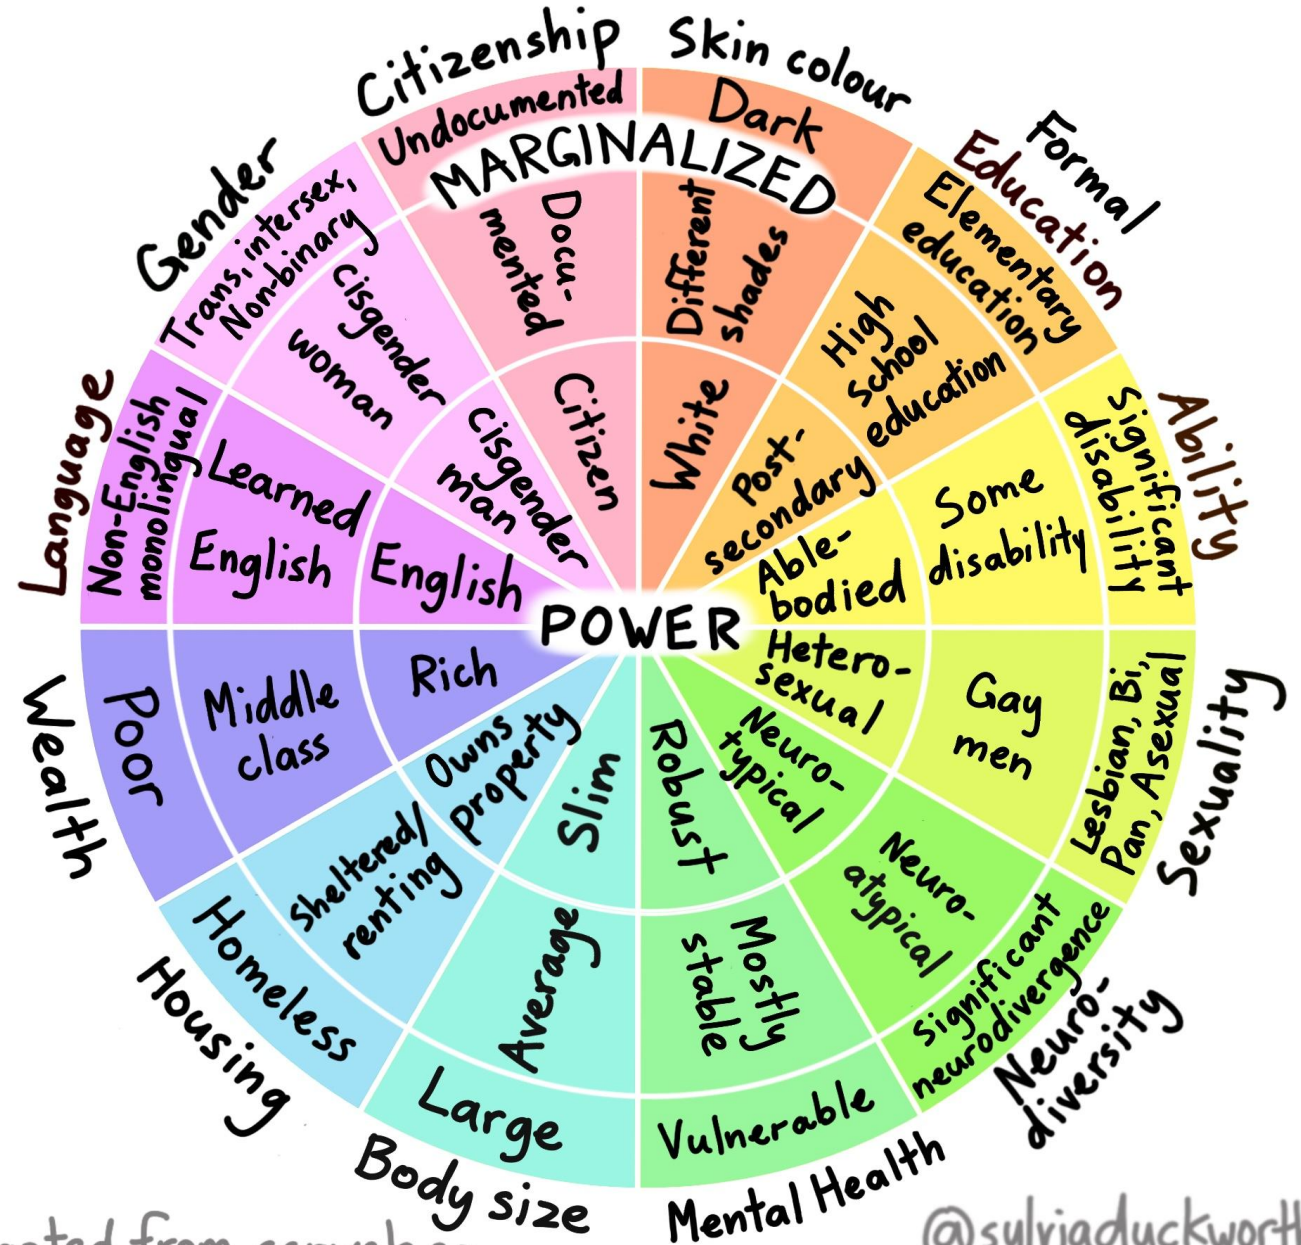 Citizenship
Undocumented
Docu-
mented
Citizen
Skin colour
Dark
Different
shades
White
Formal
Education
Elementary
education
High
school
education
Post-
secondary
Ability
Significant
disability
Some
disability
Able-
bodied
Sexuality
Lesbian, Bi,
Pan, Asexual
Gay
men
Hetero-
sexual
Neuro-
diversity
Significant
neurodivergence
Neuro-
atypical
Neuro-
typical
Mental Health
Vulnerable
Mostly
stable
Robust
Body size
Large
Average
Slim
Housing
Homeless
Sheltered/
renting
Owns
property
Wealth
Poor
Middle
class
Rich
Language
Non-English
monolingual
Learned
English
English
Gender
Trans, intersex,
Non-binary
Cisgender
woman
Cisgender
man
MARGINALIZED
POWER
from
@sylviaduckworth